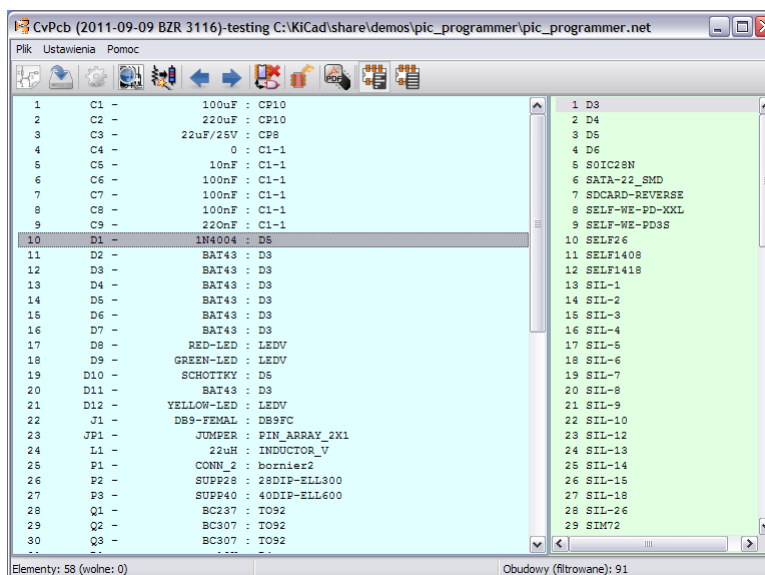 CvPcb (2011-09-09 BZR 3116)-testing C:\KiCad\share\demos\pic_programmer\pic_programmer.net
Plik Ustawienia Pomoc
PDF
1 C1 - 100uF : CP10
2 C2 - 220uF : CP10
3 C3 - 22uF/25V : CP8
4 C4 - 0 : C1-1
5 C5 - 10nF : C1-1
6 C6 - 100nF : C1-1
7 C7 - 100nF : C1-1
8 C8 - 100nF : C1-1
9 C9 - 220nF : C1-1
10 D1 - 1N4004 : D5
11 D2 - BAT43 : D3
12 D3 - BAT43 : D3
13 D4 - BAT43 : D3
14 D5 - BAT43 : D3
15 D6 - BAT43 : D3
16 D7 - BAT43 : D3
17 D8 - RED-LED : LEDV
18 D9 - GREEN-LED : LEDV
19 D10 - SCHOTTKY : D5
20 D11 - BAT43 : D3
21 D12 - YELLOW-LED : LEDV
22 J1 - DB9-FEMAL : DB9FC
23 JP1 - JUMPER : PIN_ARRAY_2X1
24 L1 - 22uH : INDUCTOR_V
25 P1 - CONN_2 : bornier2
26 P2 - SUPP28 : 28DIP-ELL300
27 P3 - SUPP40 : 40DIP-ELL600
28 Q1 - BC237 : TO92
29 Q2 - BC307 : TO92
30 Q3 - BC307 : TO92
1 D3
2 D4
3 D5
4 D6
5 SOIC28N
6 SATA-22_SMD
7 SDCARD-REVERSE
8 SELF-WE-PD-XXL
9 SELF-WE-PD3S
10 SELF26
11 SELF1408
12 SELF1418
13 SIL-1
14 SIL-2
15 SIL-3
16 SIL-4
17 SIL-5
18 SIL-6
19 SIL-7
20 SIL-8
21 SIL-9
22 SIL-10
23 SIL-12
24 SIL-13
25 SIL-14
26 SIL-15
27 SIL-18
28 SIL-26
29 SIM72
Elementy: 58 (wolne: 0)
Obudowy (filtrowane): 91